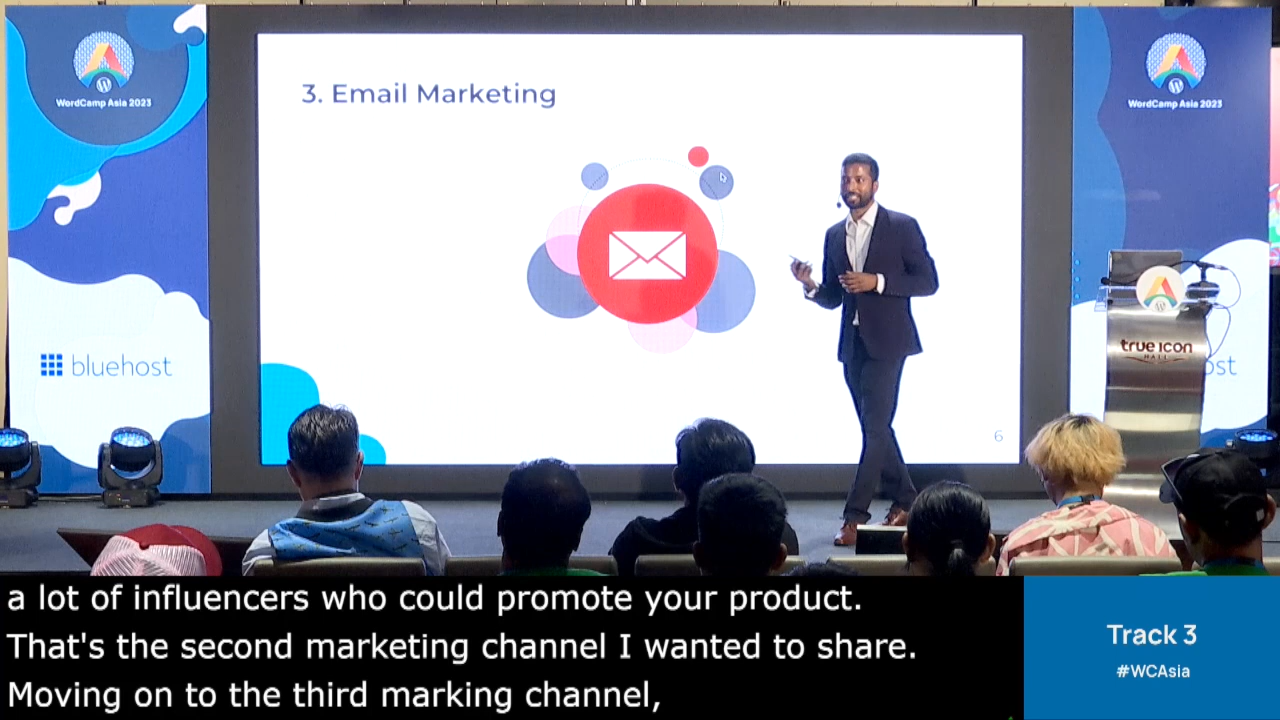 WordCamp Asia 2023
3. Email Marketing
WordCamp Asia 2023
bluehost
true icon
HALL
ost
6
a lot of influencers who could promote your product.
That's the second marketing channel I wanted to share.
Moving on to the third marking channel,
Track 3
#WCAsia